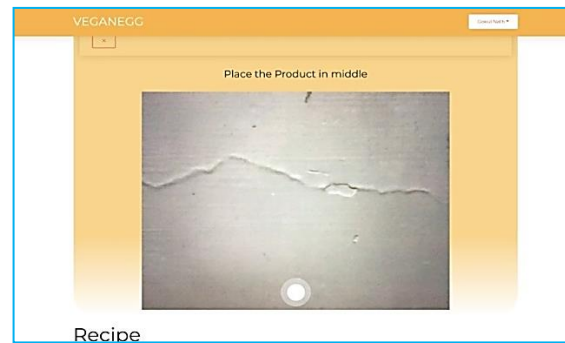 VEGANEGG
×
Place the Product in middle
Recipe